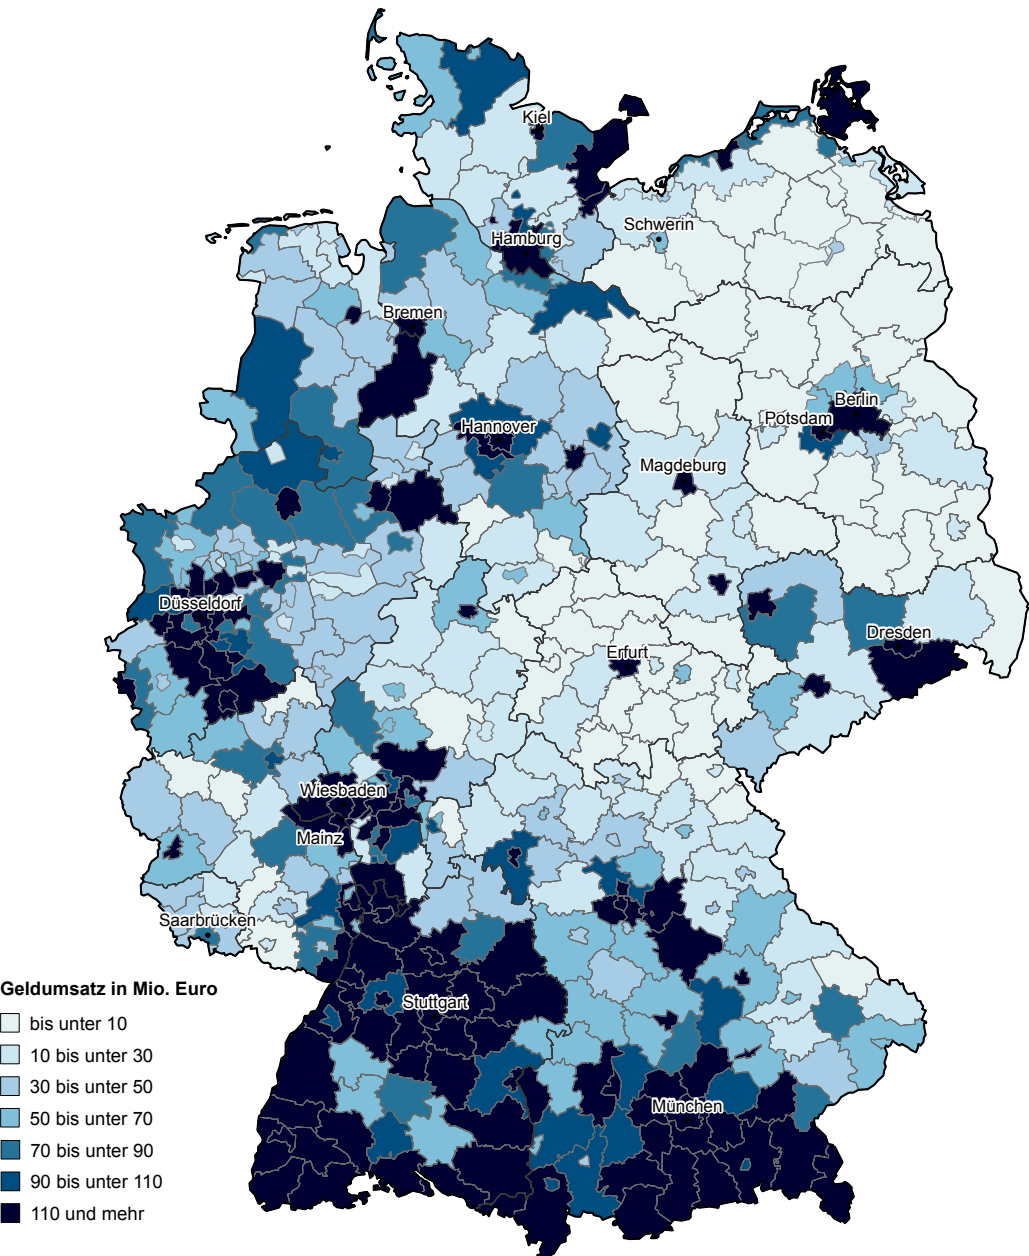 Kiel
Schwerin
Hamburg
Bremen
Berlin
Potsdam
Hannover
Magdeburg
Düsseldorf
Dresden
Erfurt
Wiesbaden
Mainz
Saarbrücken
Geldumsatz in Mio. Euro
Stuttgart
bis unter 10
10 bis unter 30
30 bis unter 50
50 bis unter 70
70 bis unter 90
München
90 bis unter 110
110 und mehr